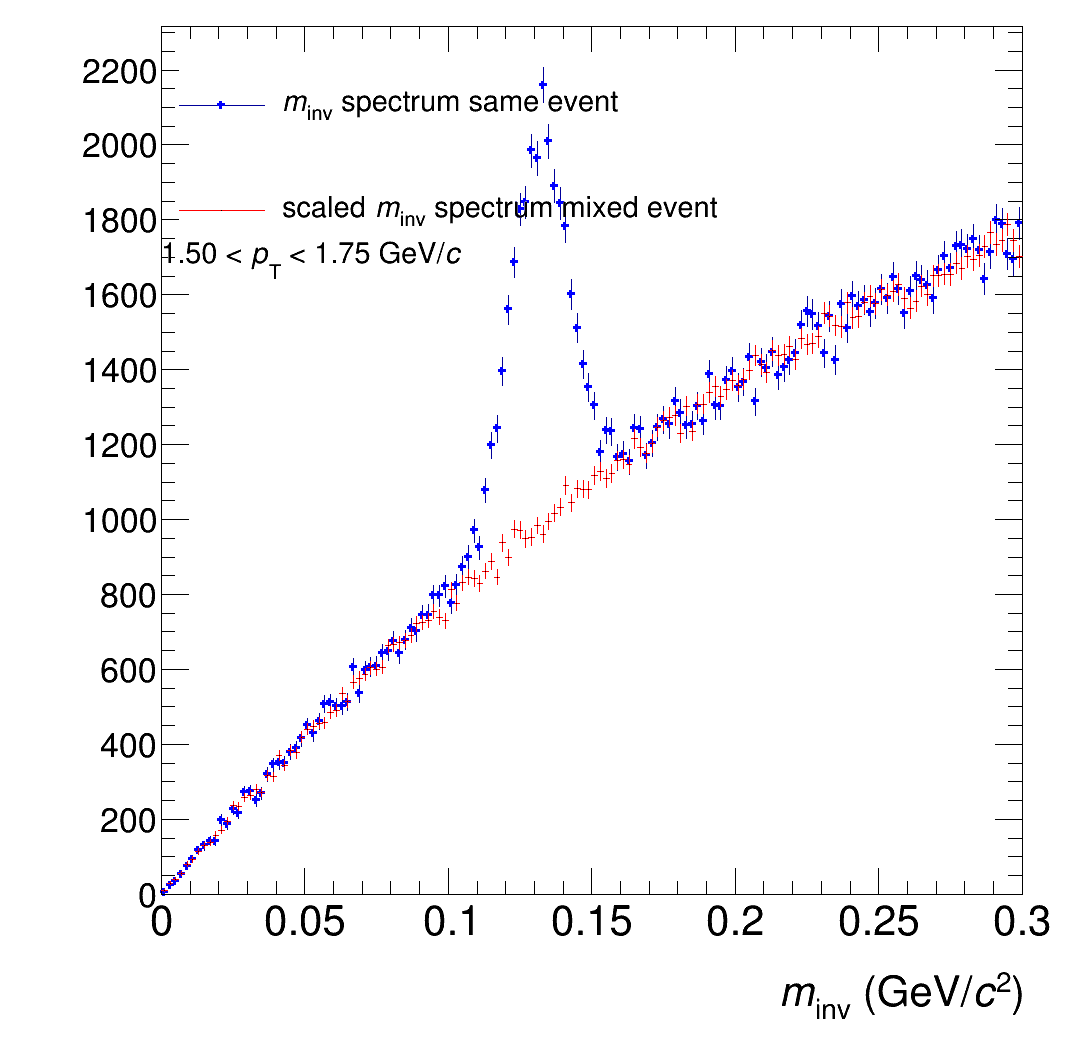 2200
m_inv spectrum same event
2000
scaled m_inv spectrum mixed event
1800
1.50 < p_T < 1.75 GeV/c
1600
1400
1200
1000
800
600
400
200
0
0 0.05 0.1 0.15 0.2 0.25 0.3
m_inv (GeV/c²)